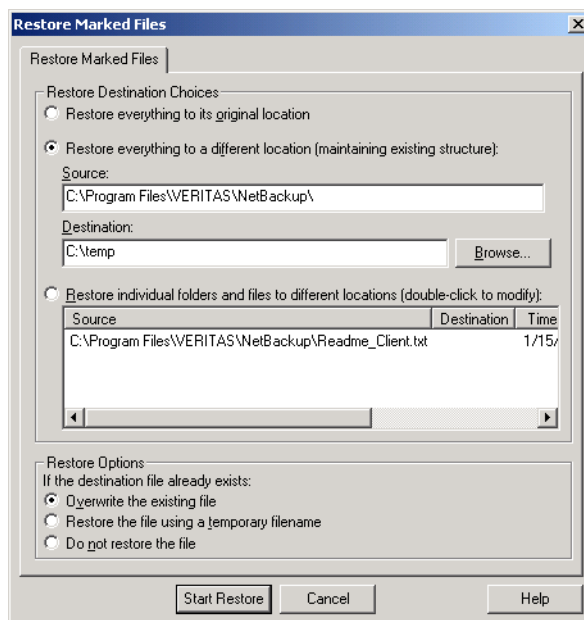 Restore Marked Files
Restore Marked Files
Restore Destination Choices
Restore everything to its original location
Restore everything to a different location (maintaining existing structure):
Source:
C:\Program Files\VERITAS\NetBackup\
Destination:
C:\temp
Browse...
Restore individual folders and files to different locations (double-click to modify):
Source Destination Time
C:\Program Files\VERITAS\NetBackup\Readme_Client.txt 1/15/
Restore Options
If the destination file already exists:
Overwrite the existing file
Restore the file using a temporary filename
Do not restore the file
Start Restore Cancel Help